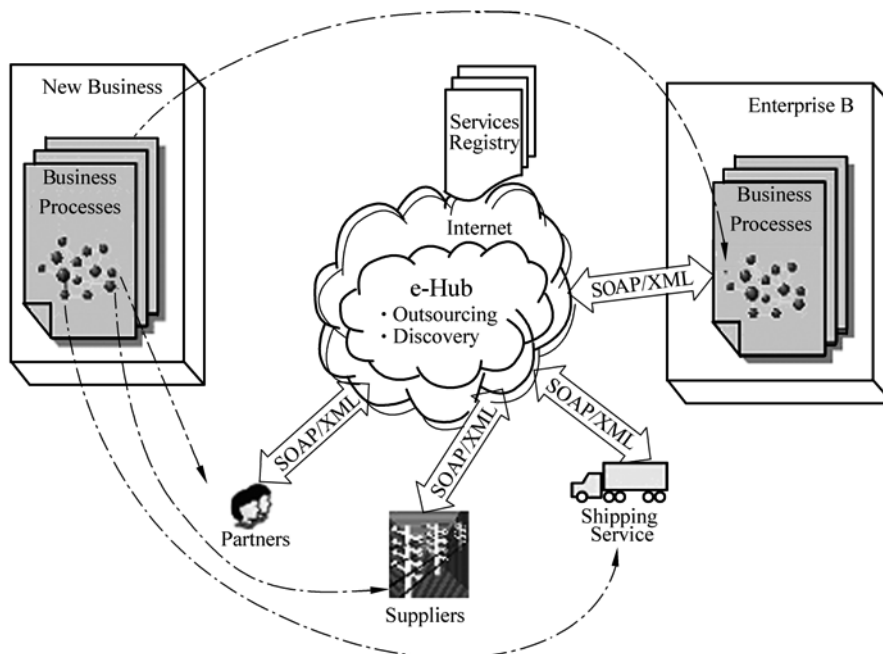 New Business
Business
Processes
Services
Registry
Enterprise B
Business
Processes
Internet
e-Hub
· Outsourcing
· Discovery
SOAP/XML
SOAP/XML
SOAP/XML
SOAP/XML
Partners
Suppliers
Shipping
Service